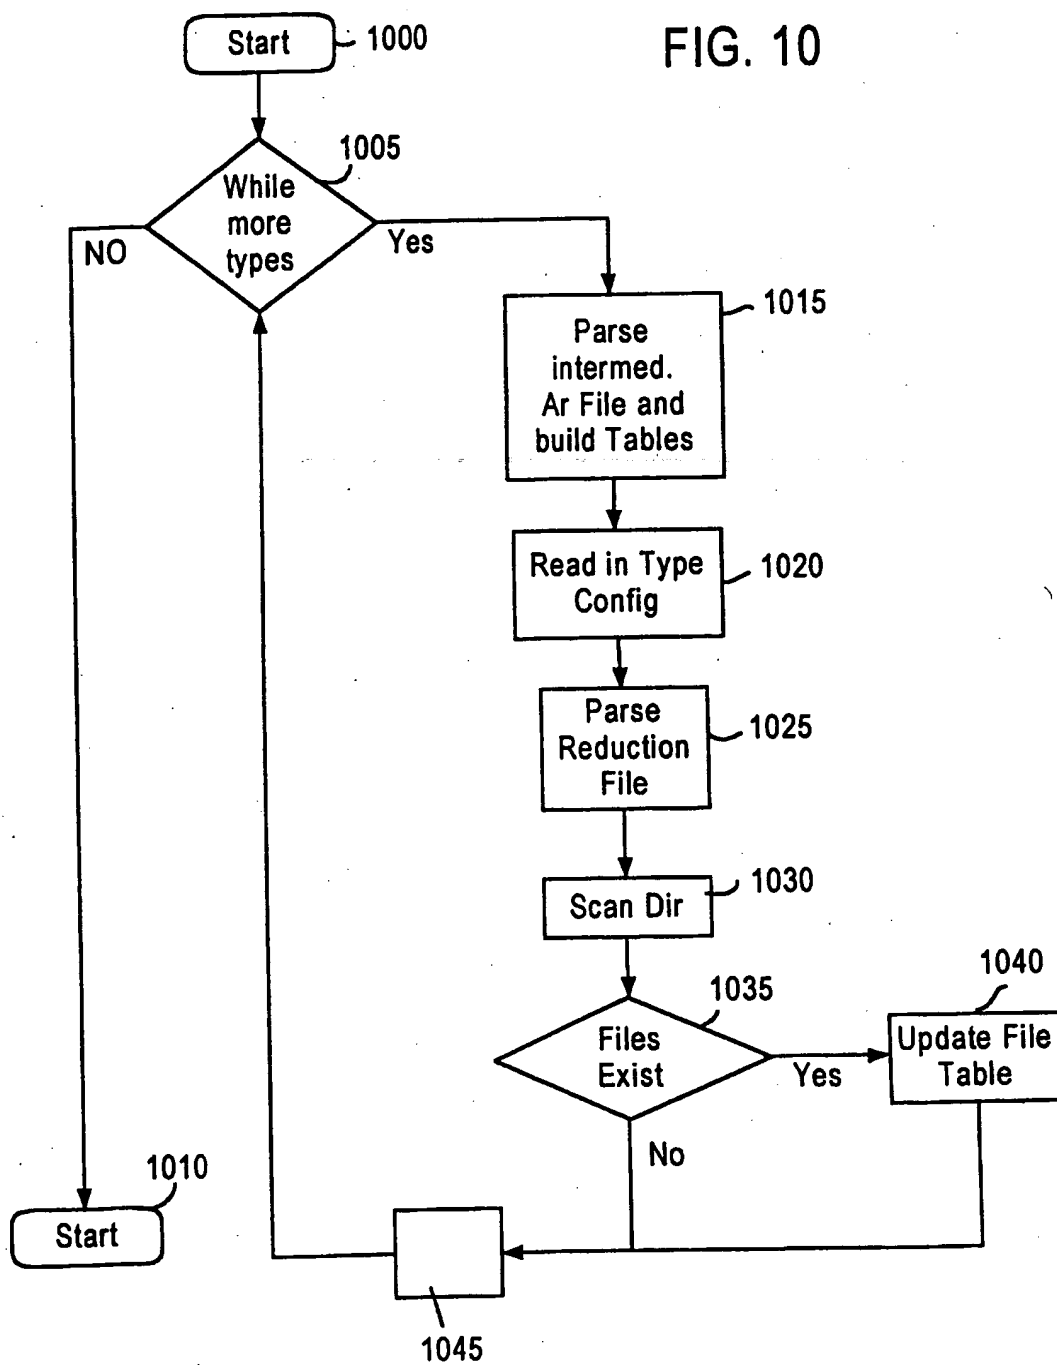 FIG. 10
Start
1000
While
more
types
1005
NO
Yes
Parse
intermed.
Ar File and
build Tables
1015
Read in Type
Config
1020
Parse
Reduction
File
1025
Scan Dir
1030
Files
Exist
1035
Yes
No
Update File
Table
1040
Start
1010
1045